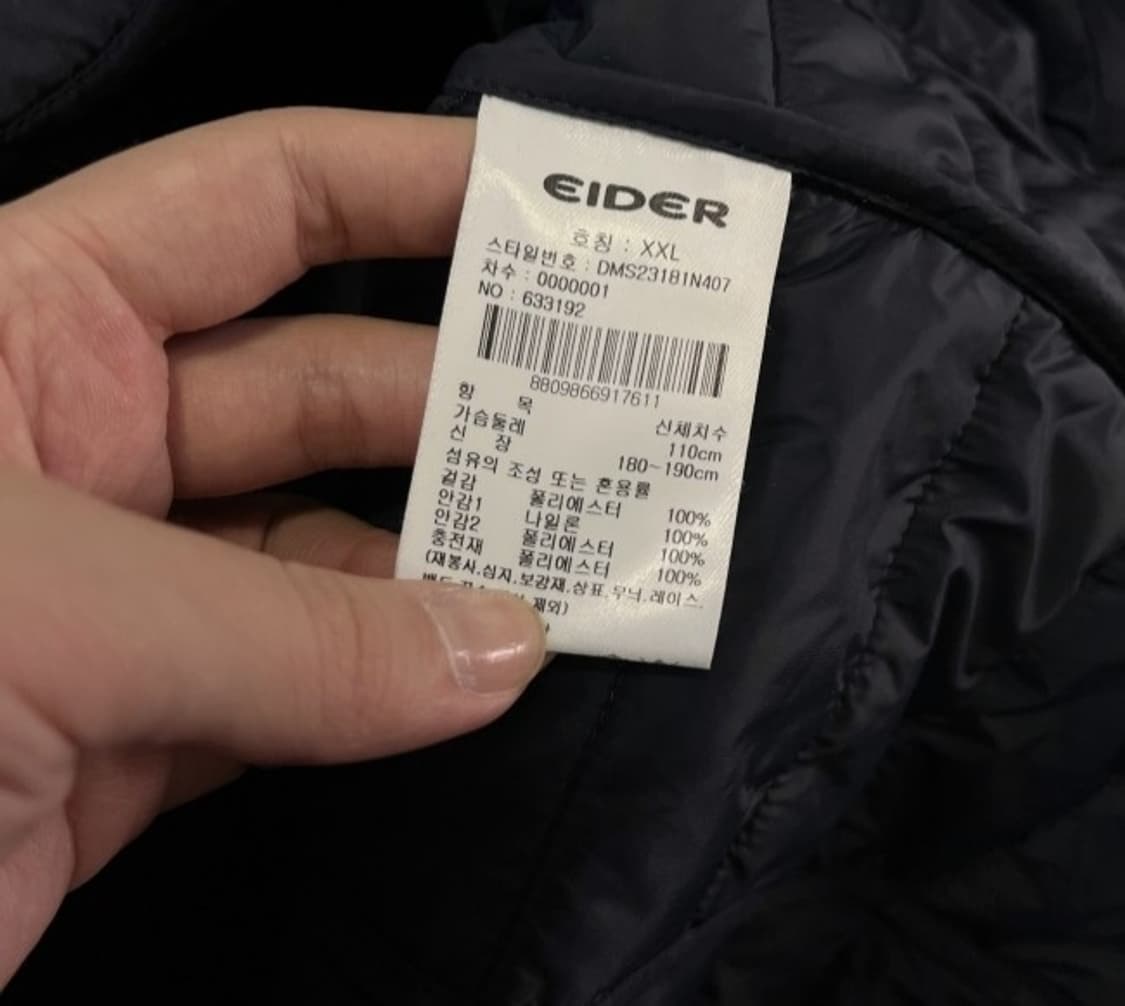 EIDER
호칭 : XXL
스타일번호 : DMS23181N407
차수 : 0000001
NO : 633192
8809866917611
항 목 신체치수
가슴둘레 110cm
신 장 180~190cm
섬유의 조성 또는 혼용률
겉감 폴리에스터 100%
안감1 나일론 100%
안감2 폴리에스터 100%
충전재 폴리에스터 100%
(재봉사,심지,보강재,상표,무늬,레이스,
제외)